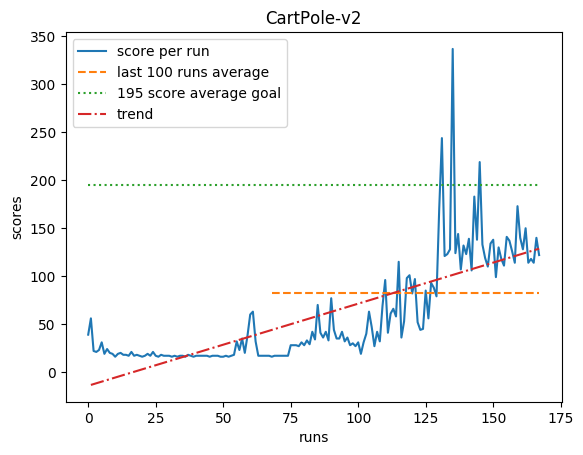 CartPole-v2
score per run
last 100 runs average
195 score average goal
trend
scores
350
300
250
200
150
100
50
0
0 25 50 75 100 125 150 175
runs